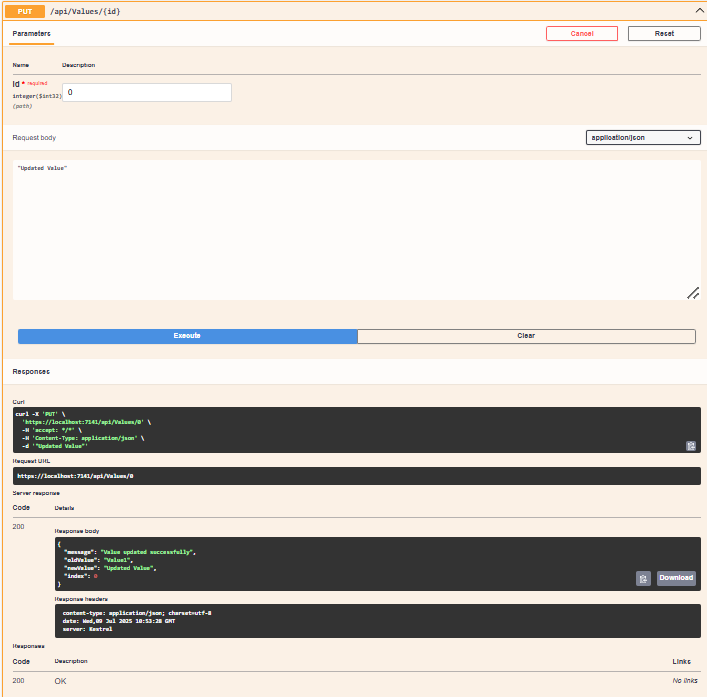 PUT /api/Values/{id}
Parameters Cancel Reset
Name Description
id * required
integer($int32) 0
(path)
Request body application/json
"Updated Value"
Execute Clear
Responses
Curl
curl -X 'PUT' \
'https://localhost:7141/api/Values/0' \
-H 'accept: */*' \
-H 'Content-Type: application/json' \
-d '"Updated Value"'
Request URL
https://localhost:7141/api/Values/0
Server response
Code Details
200
Response body
{
"message": "Value updated successfully",
"oldValue": "Value1",
"newValue": "Updated Value",
"index": 0
}
Download
Response headers
content-type: application/json; charset=utf-8
date: Wed,09 Jul 2025 10:53:20 GMT
server: Kestrel
Responses
Code Description Links
200 OK No links